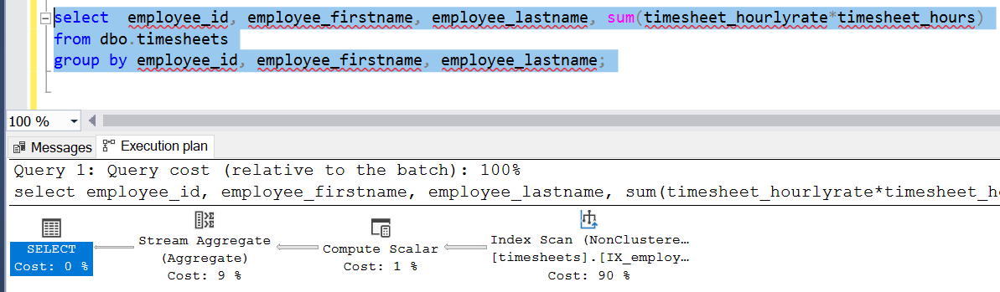 select  employee_id, employee_firstname, employee_lastname, sum(timesheet_hourlyrate*timesheet_hours)
from dbo.timesheets
group by employee_id, employee_firstname, employee_lastname;
100 %
Messages
Execution plan
Query 1: Query cost (relative to the batch): 100%
select employee_id, employee_firstname, employee_lastname, sum(timesheet_hourlyrate*timesheet_h
SELECT
Cost: 0 %
Stream Aggregate
(Aggregate)
Cost: 9 %
Compute Scalar
Cost: 1 %
Index Scan (NonClustere…
[timesheets].[IX_employ…
Cost: 90 %